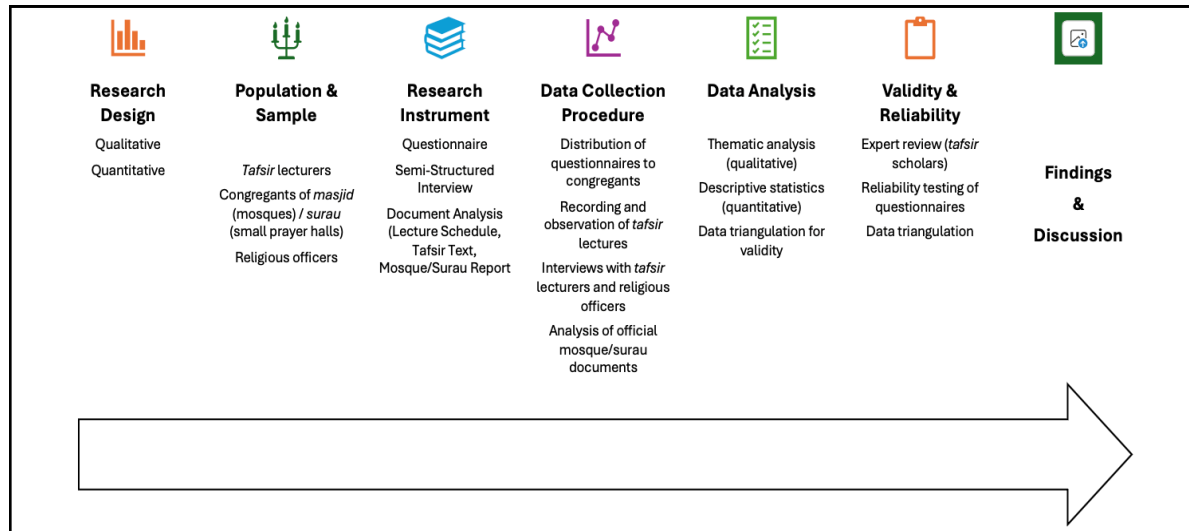 Research
Design
Qualitative
Quantitative
Population &
Sample
Tafsir lecturers
Congregants of masjid
(mosques) / surau
(small prayer halls)
Religious officers
Research
Instrument
Questionnaire
Semi-Structured
Interview
Document Analysis
(Lecture Schedule,
Tafsir Text,
Mosque/Surau Report
Data Collection
Procedure
Distribution of
questionnaires to
congregants
Recording and
observation of tafsir
lectures
Interviews with tafsir
lecturers and religious
officers
Analysis of official
mosque/surau
documents
Data Analysis
Thematic analysis
(qualitative)
Descriptive statistics
(quantitative)
Data triangulation for
validity
Validity &
Reliability
Expert review (tafsir
scholars)
Reliability testing of
questionnaires
Data triangulation
Findings
&
Discussion